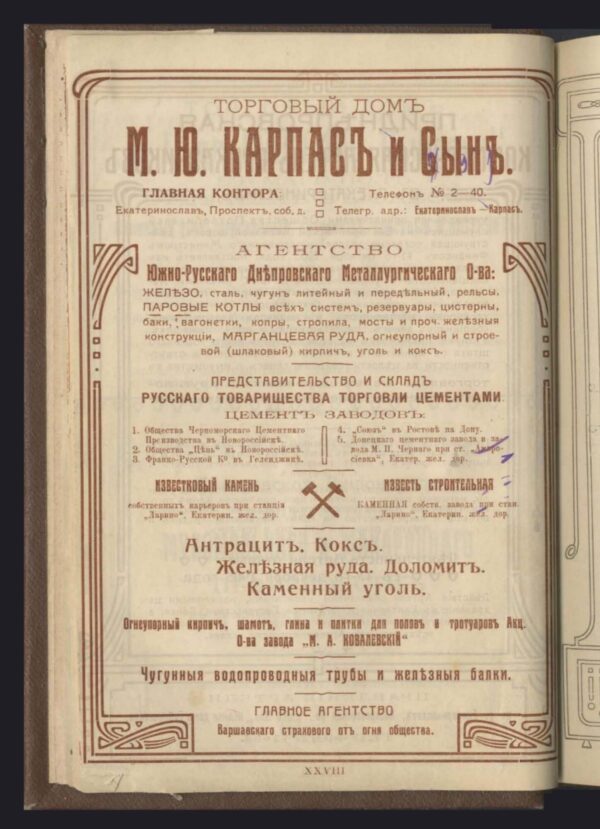 ТОРГОВЫЙ ДОМЪ
М. Ю. КАРПАСЪ и Сынъ.
ГЛАВНАЯ КОНТОРА
Екатеринославъ, Проспектъ, соб. д.
Телефонъ № 2—40.
Телегр. адр.: Екатеринославъ—Карпасъ.
АГЕНТСТВО
Южно-Русскаго Днѣпровскаго Металлургическаго О-ва:
ЖЕЛѢЗО, сталь, чугунъ литейный и передѣльный, рельсы,
ПАРОВЫЕ КОТЛЫ всѣхъ системъ, резервуары, цистерны,
баки, вагонетки, копры, стропила, мосты и проч. желѣзныя
конструкціи, МАРГАНЦЕВАЯ РУДА, огнеупорный и строе-
вой (шлаковый) кирпич, уголь и коксъ.
ПРЕДСТАВИТЕЛЬСТВО И СКЛАДЪ
РУССКАГО ТОВАРИЩЕСТВА ТОРГОВЛИ ЦЕМЕНТАМИ
ЦЕМЕНТЪ ЗАВОДОВЪ:
1. Общества Черноморскаго Цементнаго
Производства въ Новороссійскѣ.
2. Общества „Цѣпь" въ Новороссійскѣ.
3. Франко-Русской Ко въ Геленджикѣ.
4. „Союзъ" въ Ростовѣ на Дону.
5. Донецкаго цементнаго завода и за-
вода М. П. Чернаго при ст. „Амвро-
сіевка", Екатер. жел. дор.
ИЗВЕСТКОВЫЙ КАМЕНЬ
собственныхъ карьеровъ при станціи
„Ларино", Екатерин. жел. дор.
ИЗВЕСТЬ СТРОИТЕЛЬНАЯ
КАМЕННАЯ собств. завода при стан.
„Ларино", Екатерин. жел. дор.
Антрацитъ. Коксъ.
Желѣзная руда. Доломитъ.
Каменный уголь.
Огнеупорный кирпичъ, шамотъ, глина и плитки для половъ и тротуаровъ Акц.
О-ва завода „М. А. КОВАЛЕВСКІЙ"
Чугунныя водопроводныя трубы и желѣзныя балки.
ГЛАВНОЕ АГЕНТСТВО
Варшавскаго страхового отъ огня общества.
XXVIII